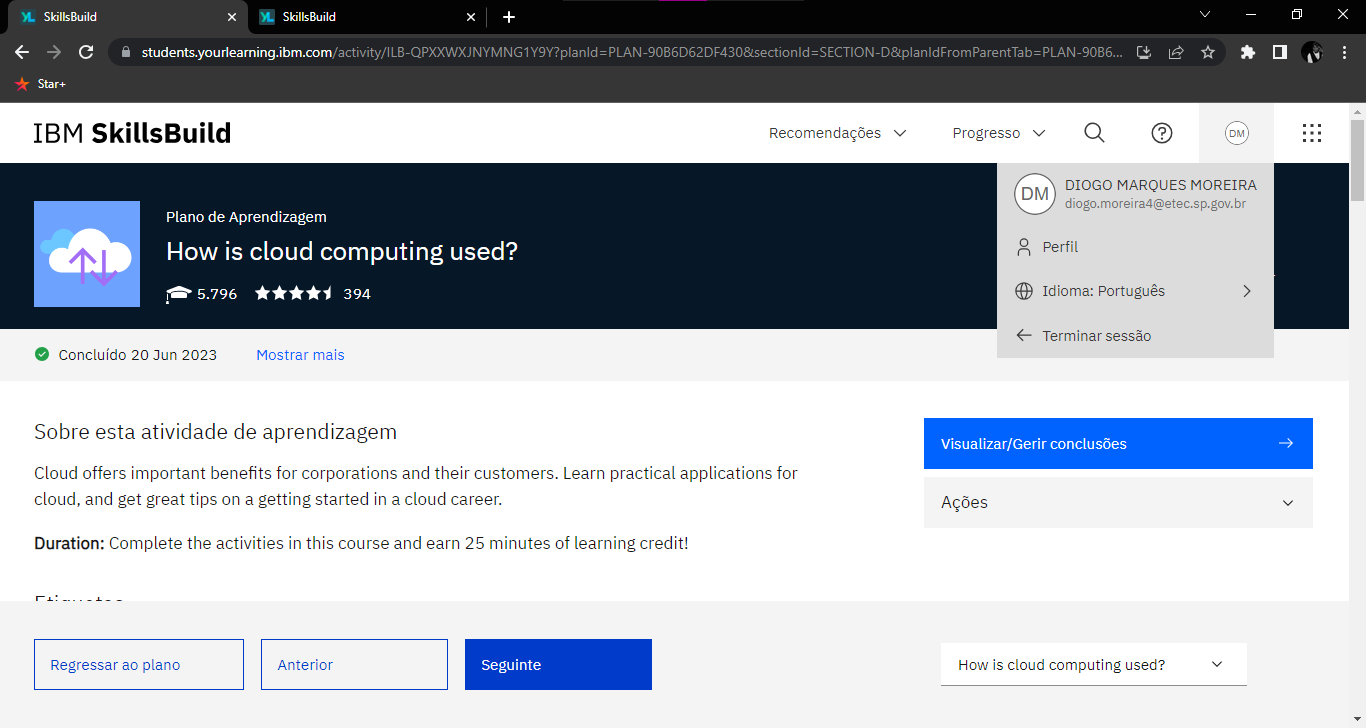 SkillsBuild
SkillsBuild
students.yourlearning.ibm.com/activity/ILB-QPXXWXJNYMNG1Y9Y?planId=PLAN-90B6D62DF430&sectionId=SECTION-D&planIdFromParentTab=PLAN-90B6...
Star+
IBM SkillsBuild
Recomendações
Progresso
DM
DM
DIOGO MARQUES MOREIRA
diogo.moreira4@etec.sp.gov.br
Perfil
Idioma: Português
Terminar sessão
Plano de Aprendizagem
How is cloud computing used?
5.796
394
Concluído 20 Jun 2023
Mostrar mais
Sobre esta atividade de aprendizagem
Cloud offers important benefits for corporations and their customers. Learn practical applications for
cloud, and get great tips on a getting started in a cloud career.
Duration: Complete the activities in this course and earn 25 minutes of learning credit!
Visualizar/Gerir conclusões
Ações
Etiquetas
Regressar ao plano
Anterior
Seguinte
How is cloud computing used?